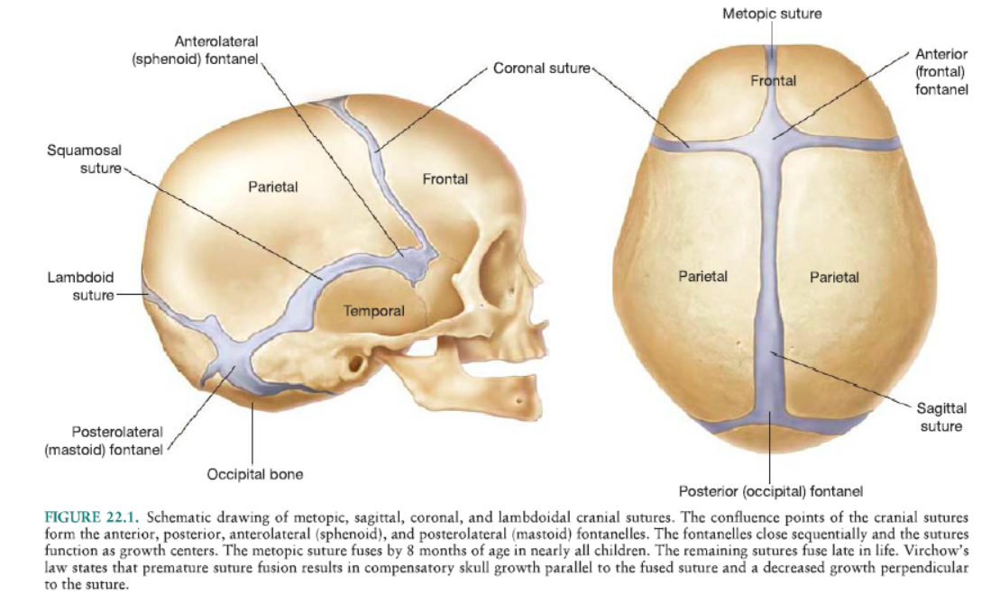 Metopic suture
Anterolateral
(sphenoid) fontanel
Coronal suture
Anterior
(frontal)
fontanel
Frontal
Squamosal
suture
Parietal
Frontal
Lambdoid
suture
Parietal
Parietal
Temporal
Sagittal
suture
Posterolateral
(mastoid) fontanel
Occipital bone
Posterior (occipital) fontanel
FIGURE 22.1. Schematic drawing of metopic, sagittal, coronal, and lambdoidal cranial sutures. The confluence points of the cranial sutures
form the anterior, posterior, anterolateral (sphenoid), and posterolateral (mastoid) fontanelles. The fontanelles close sequentially and the sutures
function as growth centers. The metopic suture fuses by 8 months of age in nearly all children. The remaining sutures fuse late in life. Virchow's
law states that premature suture fusion results in compensatory skull growth parallel to the fused suture and a decreased growth perpendicular
to the suture.